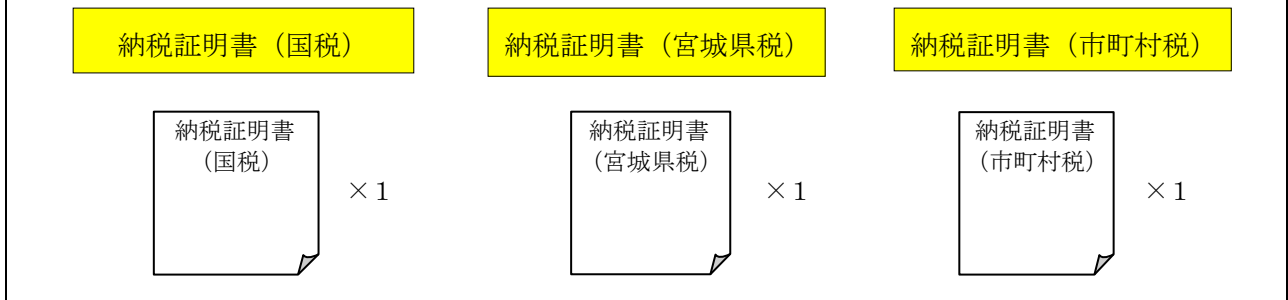 納税証明書（国税）
納税証明書（宮城県税）
納税証明書（市町村税）
納税証明書
（国税）
×１
納税証明書
（宮城県税）
×１
納税証明書
（市町村税）
×１